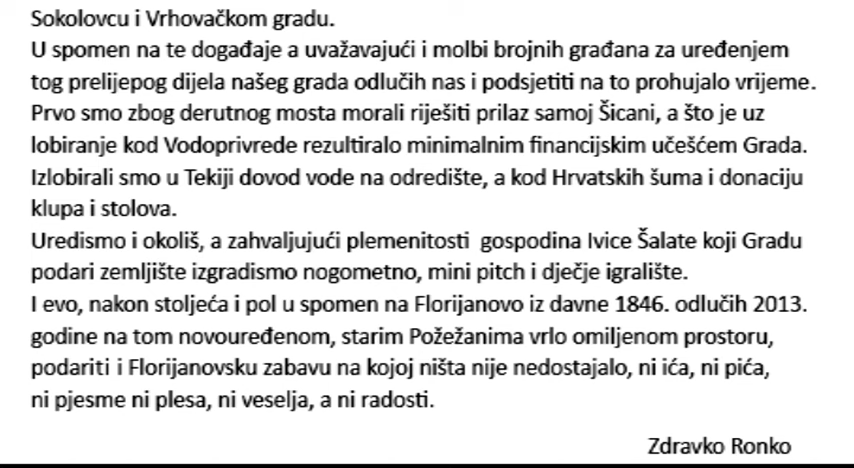 Sokolovcu i Vrhovačkom gradu.
U spomen na te događaje a uvažavajući i molbi brojnih građana za uređenjem
tog prelijepog dijela našeg grada odlučih nas i podsjetiti na to prohujalo vrijeme.
Prvo smo zbog derutnog mosta morali riješiti prilaz samoj Šicani, a što je uz
lobiranje kod Vodoprivrede rezultiralo minimalnim financijskim učešćem Grada.
Izlobirali smo u Tekiji dovod vode na odredište, a kod Hrvatskih šuma i donaciju
klupa i stolova.
Uredismo i okoliš, a zahvaljujući plemenitosti  gospodina Ivice Šalate koji Gradu
podari zemljište izgradismo nogometno, mini pitch i dječje igralište.
I evo, nakon stoljeća i pol u spomen na Florijanovo iz davne 1846. odlučih 2013.
godine na tom novouređenom, starim Požežanima vrlo omiljenom prostoru,
podariti i Florijanovsku zabavu na kojoj ništa nije nedostajalo, ni ića, ni pića,
ni pjesme ni plesa, ni veselja, a ni radosti.
Zdravko Ronko